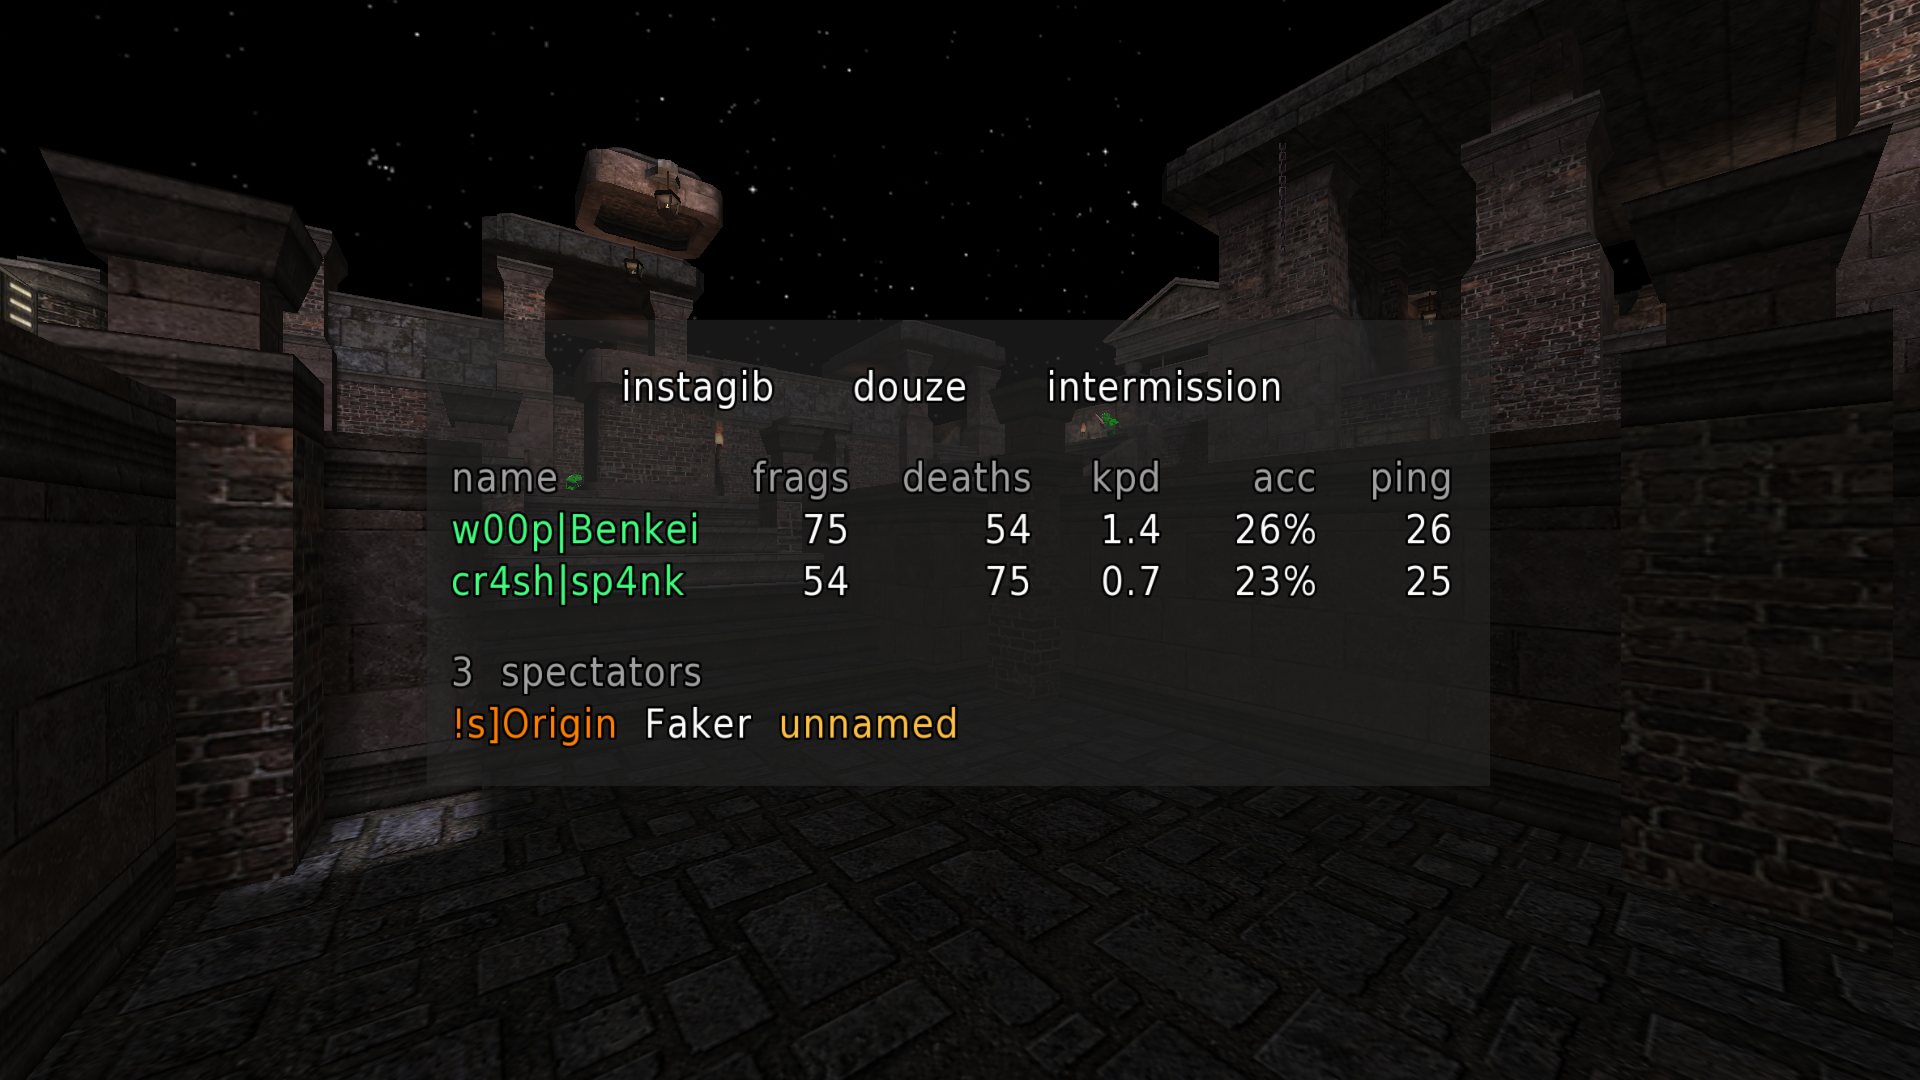 instagib douze intermission
name frags deaths kpd acc ping
w00p|Benkei 75 54 1.4 26% 26
cr4sh|sp4nk 54 75 0.7 23% 25
3 spectators
!s]Origin Faker unnamed